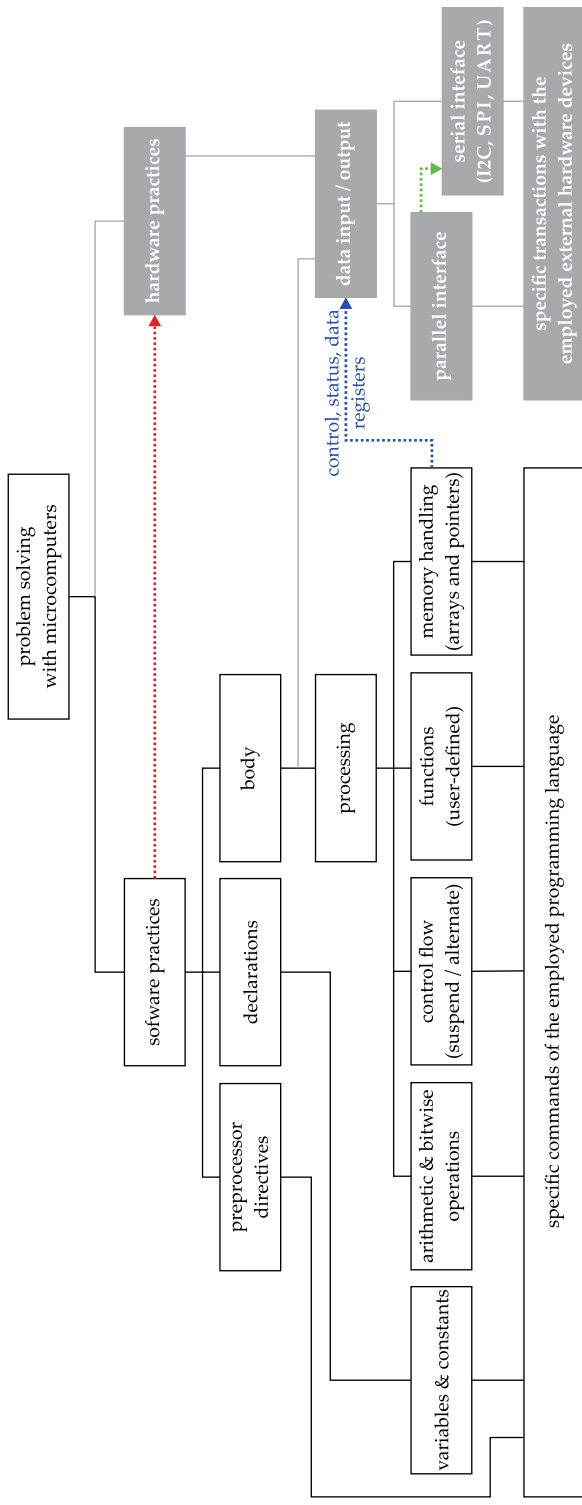 problem solving
with microcomputers
sofware practices
hardware practices
preprocessor
directives
declarations
body
processing
data input / output
control, status, data
registers
variables & constants
arithmetic & bitwise
operations
control flow
(suspend / alternate)
functions
(user-defined)
memory handling
(arrays and pointers)
parallel interface
serial inteface
(I2C, SPI, UART)
specific commands of the employed programming language
specific transactions with the
employed external hardware devices